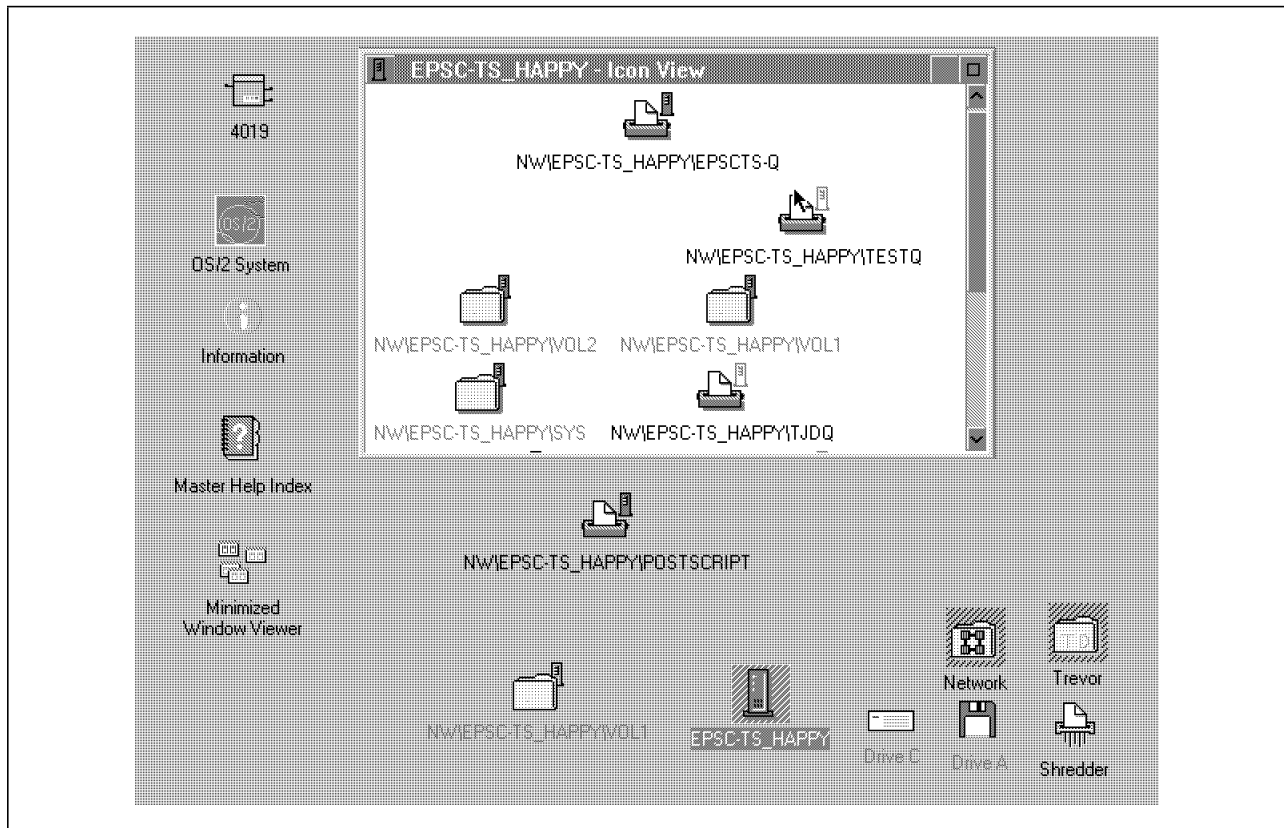 EPSC-TS_HAPPY - Icon View
4019
NW\EPSC-TS_HAPPY\EPSCTS-Q
OS/2
OS/2 System
NW\EPSC-TS_HAPPY\TESTQ
Information
NW\EPSC-TS_HAPPY\VOL2
NW\EPSC-TS_HAPPY\VOL1
NW\EPSC-TS_HAPPY\SYS
NW\EPSC-TS_HAPPY\TJDQ
Master Help Index
NW\EPSC-TS_HAPPY\POSTSCRIPT
Minimized
Window Viewer
T D
Network
Trevor
NW\EPSC-TS_HAPPY\VOL1
EPSC-TS_HAPPY
Drive C
Drive A
Shredder